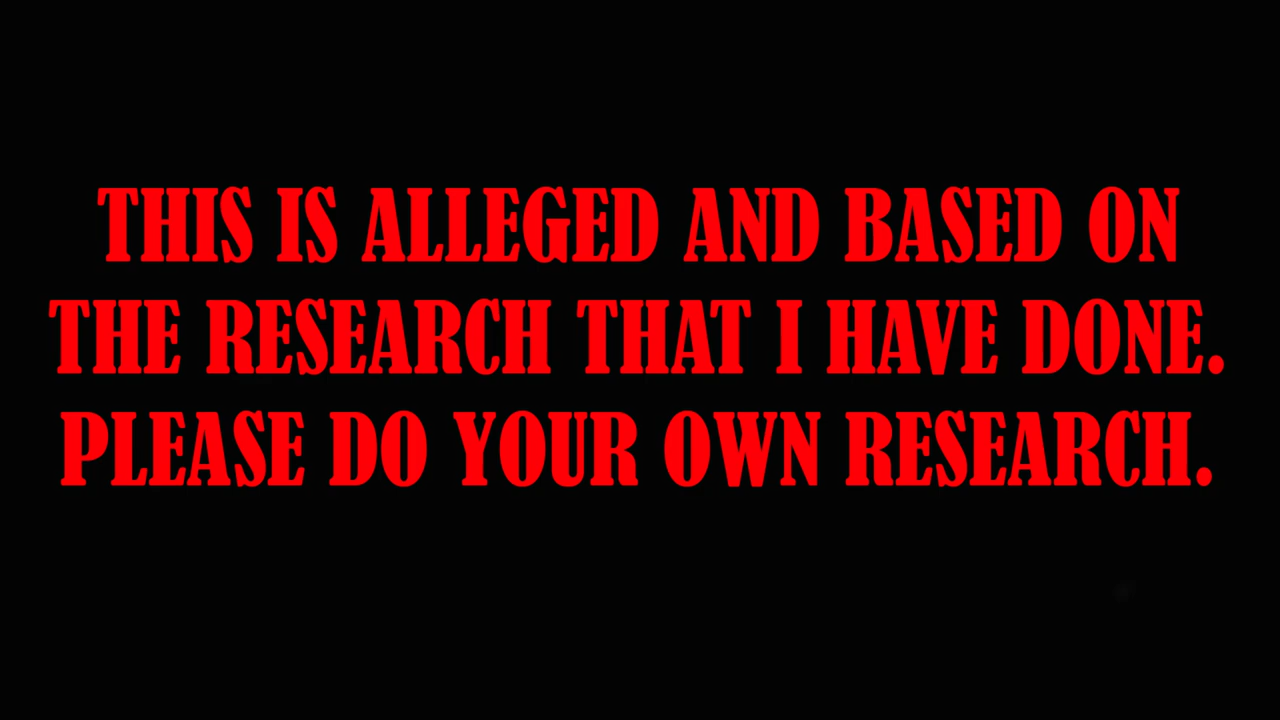 THIS IS ALLEGED AND BASED ON
THE RESEARCH THAT I HAVE DONE.
PLEASE DO YOUR OWN RESEARCH.